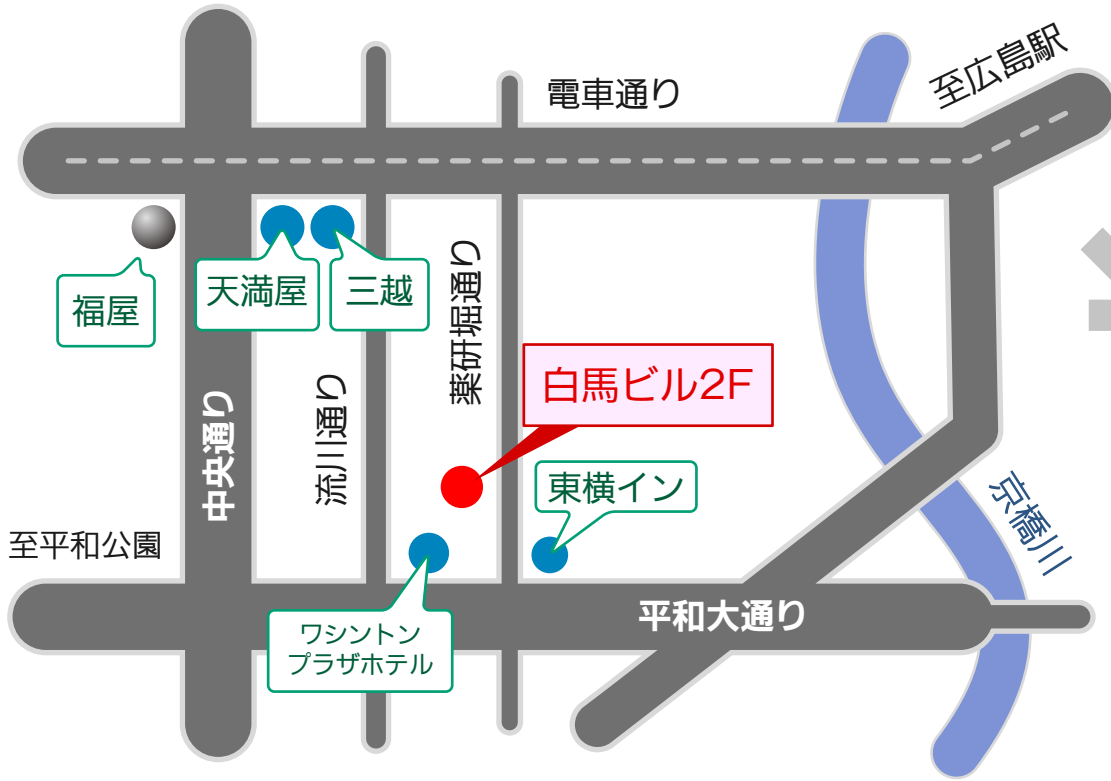 至広島駅
電車通り
福屋
天満屋
三越
薬研堀通り
白馬ビル2F
中央通り
流川通り
東横イン
京橋川
至平和公園
平和大通り
ワシントン
プラザホテル